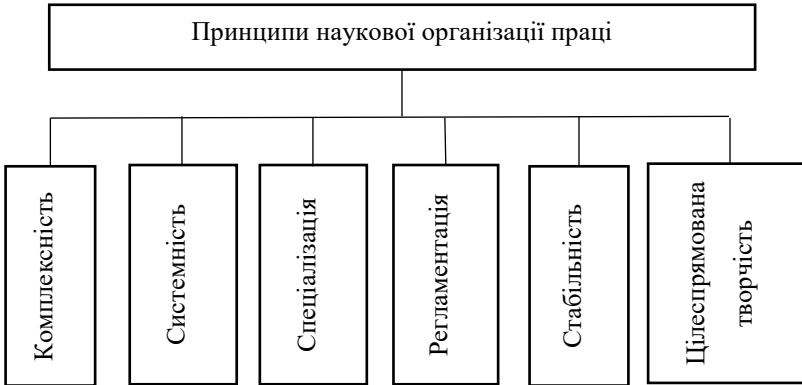 Принципи наукової організації праці
Комплексність
Системність
Спеціалізація
Регламентація
Стабільність
Цілеспрямована
творчість